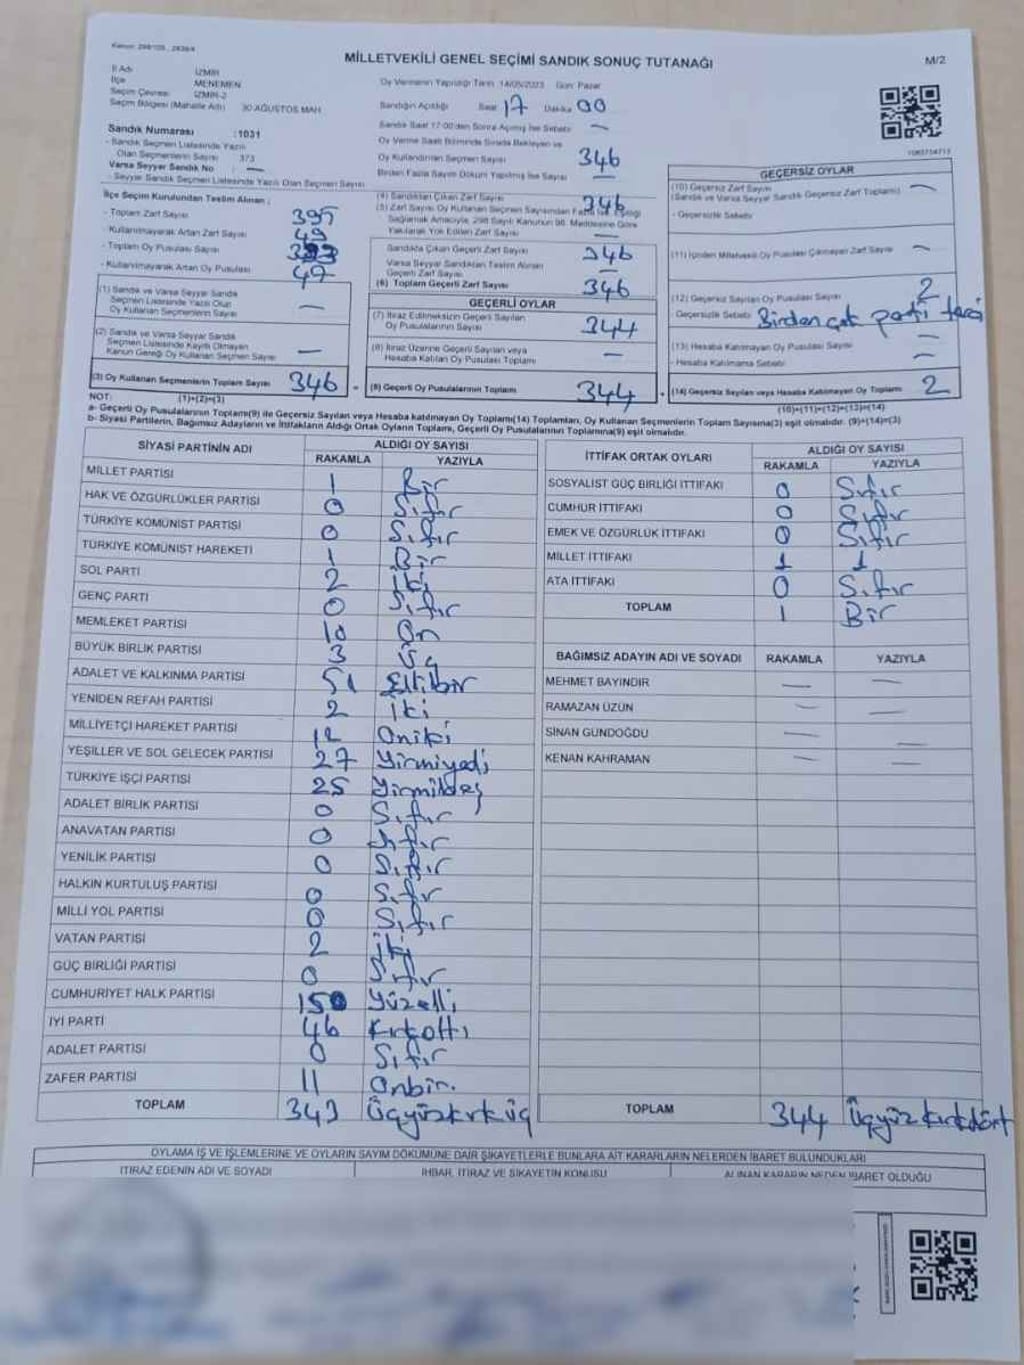 Kanun: 298/105, 2839/4
MİLLETVEKİLİ GENEL SEÇİMİ SANDIK SONUÇ TUTANAĞI
M/2
İl Adı İZMİR
İlçe MENEMEN
Seçim Çevresi İZMİR-2
Seçim Bölgesi (Mahalle Adı) 30 AĞUSTOS MAH.
Sandık Numarası :1031
- Sandık Seçmen Listesinde Yazılı
Olan Seçmenlerin Sayısı 373
Varsa Seyyar Sandık No —
- Seyyar Sandık Seçmen Listesinde Yazılı Olan Seçmen Sayısı
Oy Vermenin Yapıldığı Tarih 14/05/2023 Gün: Pazar
Sandığın Açıldığı Saat 17 Dakika 00
Sandık Saat 17:00'den Sonra Açılmış İse Sebebi —
Oy Verme Saati Bitiminde Sırada Bekleyen ve
Oy Kullandırılan Seçmen Sayısı 346
Birden Fazla Sayım Dökümü Yapılmış İse Sayısı —
İlçe Seçim Kurulundan Teslim Alınan ;
- Toplam Zarf Sayısı 395
- Kullanılmayarak Artan Zarf Sayısı 49
- Toplam Oy Pusulası Sayısı
- Kullanılmayarak Artan Oy Pusulası 47
(1) Sandık ve Varsa Seyyar Sandık
Seçmen Listesinde Yazılı Olan
Oy Kullanan Seçmenlerin Sayısı —
(2) Sandık ve Varsa Seyyar Sandık
Seçmen Listesinde Kayıtlı Olmayan
Kanun Gereği Oy Kullanan Seçmen Sayısı —
(3) Oy Kullanan Seçmenlerin Toplam Sayısı 346
(1)+(2)=(3)
(4) Sandıktan Çıkan Zarf Sayısı 346
(5) Zarf Sayısı Oy Kullanan Seçmen Sayısından Fazla İse, Eşitliği
Sağlamak Amacıyla, 298 Sayılı Kanunun 98. Maddesine Göre
Yakılarak Yok Edilen Zarf Sayısı —
Sandıkta Çıkan Geçerli Zarf Sayısı 346
Varsa Seyyar Sandıktan Teslim Alınan
Geçerli Zarf Sayısı —
(6) Toplam Geçerli Zarf Sayısı 346
GEÇERLİ OYLAR
(7) İtiraz Edilmeksizin Geçerli Sayılan
Oy Pusulalarının Sayısı 344
(8) İtiraz Üzerine Geçerli Sayılan veya
Hesaba Katılan Oy Pusulası Toplamı —
(9) Geçerli Oy Pusulalarının Toplamı 344
GEÇERSİZ OYLAR
(10) Geçersiz Zarf Sayısı
(Sandık ve Varsa Seyyar Sandık Geçersiz Zarf Toplamı) —
- Geçersizlik Sebebi
(11) İçinden Milletvekili Oy Pusulası Çıkmayan Zarf Sayısı —
(12) Geçersiz Sayılan Oy Pusulası Sayısı 2
- Geçersizlik Sebebi Birden çok parti
(13) Hesaba Katılmayan Oy Pusulası Sayısı —
- Hesaba Katılmama Sebebi —
(14) Geçersiz Sayılan veya Hesaba Katılmayan Oy Toplamı 2
(10)+(11)+(12)+(13)=(14)
NOT:
a- Geçerli Oy Pusulalarının Toplamı(9) ile Geçersiz Sayılan veya Hesaba katılmayan Oy Toplamı(14) Toplamları, Oy Kullanan Seçmenlerin Toplam Sayısına(3) eşit olmalıdır. (9)+(14)=(3)
b- Siyasi Partilerin, Bağımsız Adayların ve İttifakların Aldığı Ortak Oyların Toplamı, Geçerli Oy Pusulalarının Toplamına(9) eşit olmalıdır.
SİYASİ PARTİNİN ADI ALDIĞI OY SAYISI
RAKAMLA YAZIYLA
MİLLET PARTİSİ 1 Bir
HAK VE ÖZGÜRLÜKLER PARTİSİ 0 Sıfır
TÜRKİYE KOMÜNİST PARTİSİ 0 Sıfır
TÜRKİYE KOMÜNİST HAREKETİ 1 Bir
SOL PARTİ 2 İki
GENÇ PARTİ 0 Sıfır
MEMLEKET PARTİSİ 10 On
BÜYÜK BİRLİK PARTİSİ 3 Üç
ADALET VE KALKINMA PARTİSİ 51 Ellibir
YENİDEN REFAH PARTİSİ 2 İki
MİLLİYETÇİ HAREKET PARTİSİ 12 Oniki
YEŞİLLER VE SOL GELECEK PARTİSİ 27 Yirmiyedi
TÜRKİYE İŞÇİ PARTİSİ 25 Yirmibeş
ADALET BİRLİK PARTİSİ 0 Sıfır
ANAVATAN PARTİSİ 0 Sıfır
YENİLİK PARTİSİ 0 Sıfır
HALKIN KURTULUŞ PARTİSİ 0 Sıfır
MİLLİ YOL PARTİSİ 0 Sıfır
VATAN PARTİSİ 2 İki
GÜÇ BİRLİĞİ PARTİSİ 0 Sıfır
CUMHURİYET HALK PARTİSİ 150 Yüzelli
İYİ PARTİ 46 Kırkaltı
ADALET PARTİSİ 0 Sıfır
ZAFER PARTİSİ 11 Onbir.
TOPLAM 343 Üçyüzkırküç
İTTİFAK ORTAK OYLARI ALDIĞI OY SAYISI
RAKAMLA YAZIYLA
SOSYALİST GÜÇ BİRLİĞİ İTTİFAKI 0 Sıfır
CUMHUR İTTİFAKI 0 Sıfır
EMEK VE ÖZGÜRLÜK İTTİFAKI 0 Sıfır
MİLLET İTTİFAKI 1 1
ATA İTTİFAKI 0 Sıfır
TOPLAM 1 Bir
BAĞIMSIZ ADAYIN ADI VE SOYADI RAKAMLA YAZIYLA
MEHMET BAYINDIR — —
RAMAZAN ÜZÜN — —
SİNAN GÜNDOĞDU — —
KENAN KAHRAMAN — —
TOPLAM 344 Üçyüzkırkdört
OYLAMA İŞ VE İŞLEMLERİNE VE OYLARIN SAYIM DÖKÜMÜNE DAİR ŞİKAYETLERLE BUNLARA AİT KARARLARIN NELERDEN İBARET BULUNDUKLARI
İTİRAZ EDENİN ADI VE SOYADI İHBAR, İTİRAZ VE ŞİKAYETİN KONUSU ALINAN KARARIN NEDEN İBARET OLDUĞU